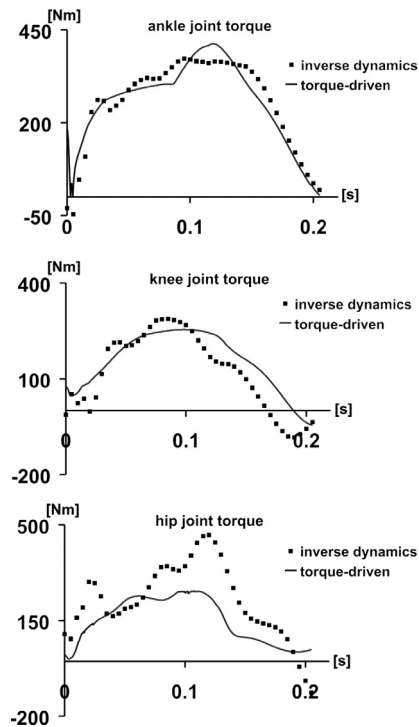 [Nm]
ankle joint torque
450
inverse dynamics
torque-driven
200
[s]
-50
0
0.1
0.2
[Nm]
knee joint torque
400
inverse dynamics
torque-driven
100
[s]
0
0.1
0.2
-200
[Nm]
hip joint torque
500
inverse dynamics
torque-driven
150
[s]
0
0.1
0.2
-200